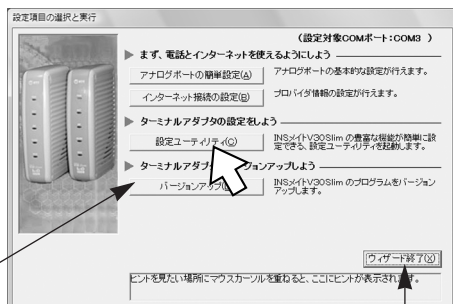 設定項目の選択と実行
(設定対象COMポート:COM3 )
まず、電話とインターネットを使えるようにしよう
アナログポートの簡単設定(A)
アナログポートの基本的な設定が行えます。
インターネット接続の設定(B)
プロバイダ情報の設定が行えます。
ターミナルアダプタの設定をしよう
設定ユーティリティ(C)
INSメイトV30Slim の豊富な機能が簡単に設
定できる、設定ユーティリティを起動します。
ターミナルアダプ ージョンアップしよう
バージョンアップ(
INSメイトV30Slim のプログラムをバージョン
アップします。
ウィザード終了(X)
ヒントを見たい場所にマウスカーソルを重ねると、ここにヒントが表示され す。